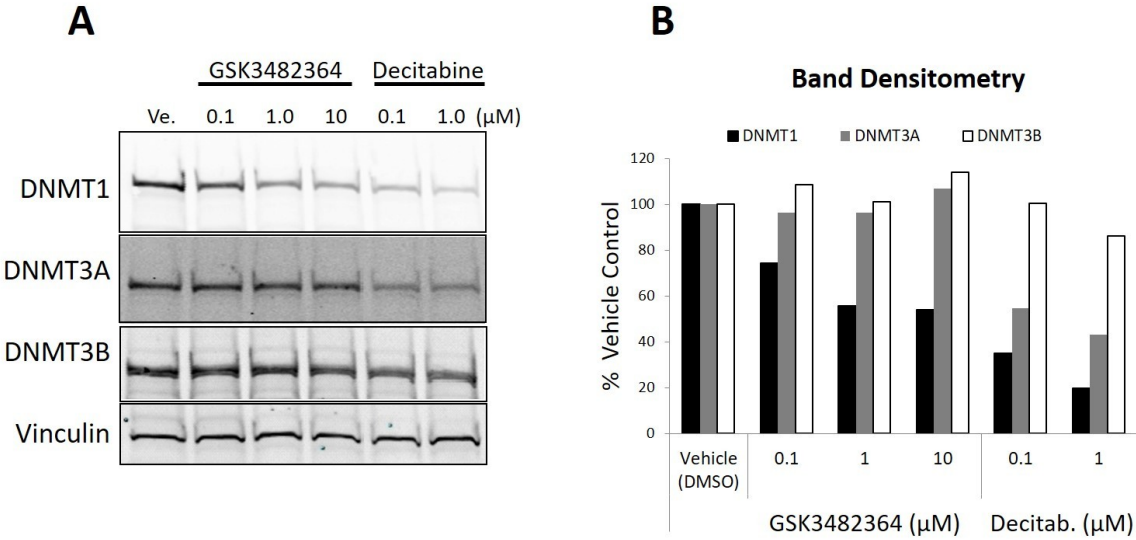 A
GSK3482364 Decitabine
Ve. 0.1 1.0 10 0.1 1.0 (µM)
DNMT1
DNMT3A
DNMT3B
Vinculin
B
Band Densitometry
DNMT1 DNMT3A DNMT3B
% Vehicle Control
120
100
80
60
40
20
0
Vehicle (DMSO) 0.1 1 10 0.1 1
GSK3482364 (µM) Decitab. (µM)